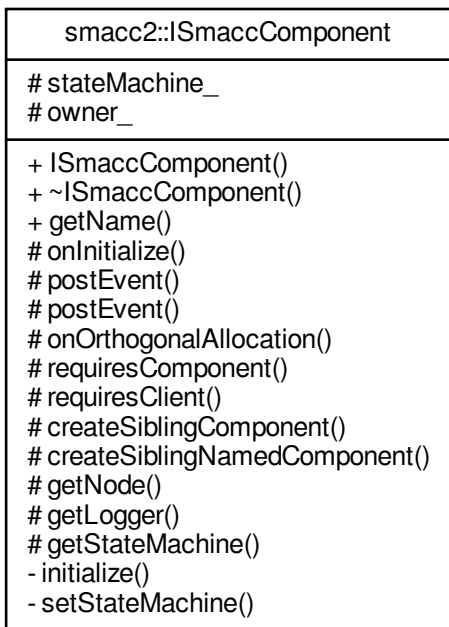 smacc2::ISmaccComponent
# stateMachine_
# owner_
+ ISmaccComponent()
+ ~ISmaccComponent()
+ getName()
# onInitialize()
# postEvent()
# postEvent()
# onOrthogonalAllocation()
# requiresComponent()
# requiresClient()
# createSiblingComponent()
# createSiblingNamedComponent()
# getNode()
# getLogger()
# getStateMachine()
- initialize()
- setStateMachine()